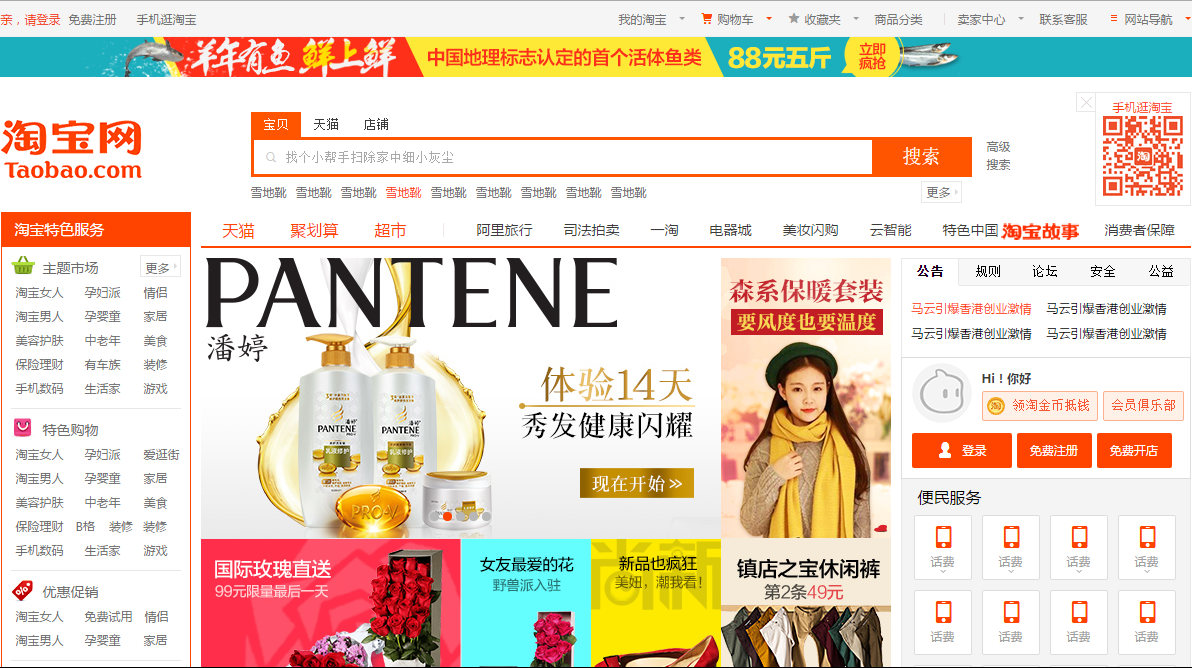 亲，请登录 免费注册 手机逛淘宝 我的淘宝 购物车 收藏夹 商品分类 卖家中心 联系客服 网站导航
羊年有鱼 鲜上鲜 中国地理标志认定的首个活体鱼类 88元五斤 立即
疯抢
手机逛淘宝
宝贝 天猫 店铺
淘宝网
Taobao.com
找个小帮手扫除家中细小灰尘 搜索
高级
搜索
雪地靴 雪地靴 雪地靴 雪地靴 雪地靴 雪地靴 雪地靴 雪地靴 雪地靴 更多
淘宝特色服务
天猫 聚划算 超市 阿里旅行 司法拍卖 一淘 电器城 美妆闪购 云智能 特色中国 淘宝故事 消费者保障
主题市场 更多
淘宝女人 孕妇派 情侣
淘宝男人 孕婴童 家居
美容护肤 中老年 美食
保险理财 有车族 装修
手机数码 生活家 游戏
特色购物
淘宝女人 孕妇派 爱逛街
淘宝男人 孕婴童 家居
美容护肤 中老年 美食
保险理财 B格 装修 装修
手机数码 生活家 游戏
优惠促销
淘宝女人 免费试用 情侣
淘宝男人 孕婴童 家居
PANTENE
潘婷
体验14天
秀发健康闪耀
现在开始
PANTENE
PRO-V
乳液修护
PANTENE
PRO-V
乳液修护
PRO-V
森系保暖套装
要风度也要温度
国际玫瑰直送
99元限量最后一天
女友最爱的花
野兽派入驻
尚新
新品也疯狂
美妞，潮我看！
镇店之宝休闲裤
第2条49元
公告 规则 论坛 安全 公益
马云引爆香港创业激情 马云引爆香港创业激情
马云引爆香港创业激情 马云引爆香港创业激情
Hi！你好
领淘金币抵钱 会员俱乐部
登录 免费注册 免费开店
便民服务
话费 话费 话费 话费
话费 话费 话费 话费